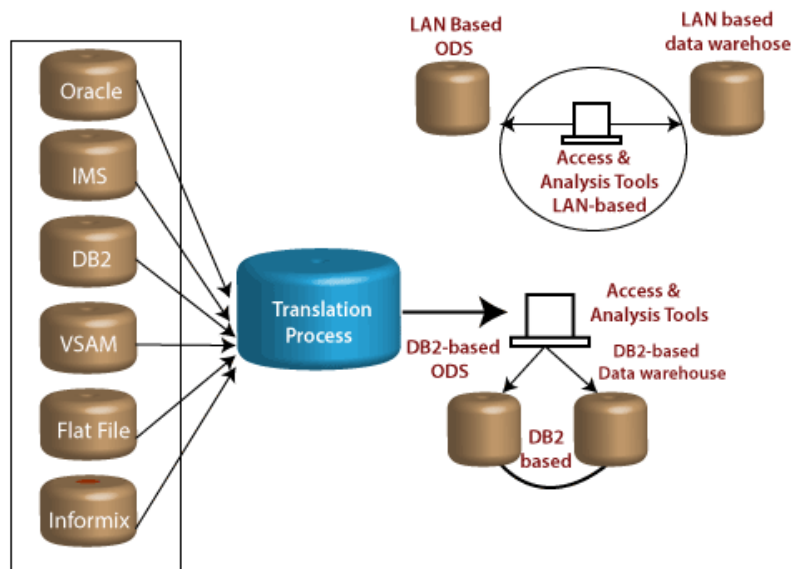 Oracle
IMS
DB2
VSAM
Flat File
Informix
Translation
Process
LAN Based
ODS
LAN based
data warehose
Access &
Analysis Tools
LAN-based
Access &
Analysis Tools
DB2-based
ODS
DB2-based
Data warehouse
DB2
based